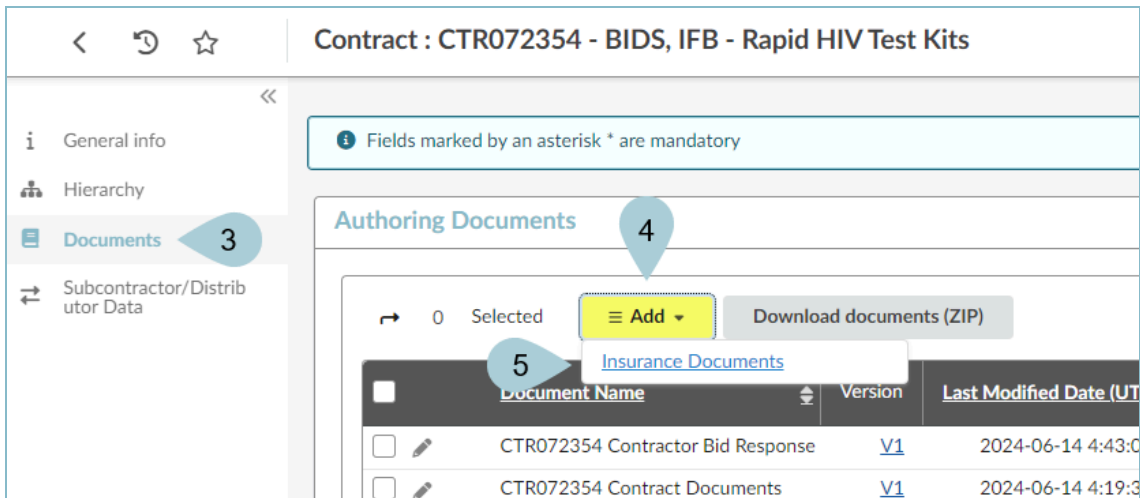 Contract : CTR072354 - BIDS, IFB - Rapid HIV Test Kits
General info
Hierarchy
Documents
3
Subcontractor/Distrib
utor Data
Fields marked by an asterisk * are mandatory
Authoring Documents
4
0 Selected Add Download documents (ZIP)
5
Insurance Documents
Document Name Version Last Modified Date (UT
CTR072354 Contractor Bid Response V1 2024-06-14 4:43:0
CTR072354 Contract Documents V1 2024-06-14 4:19:3